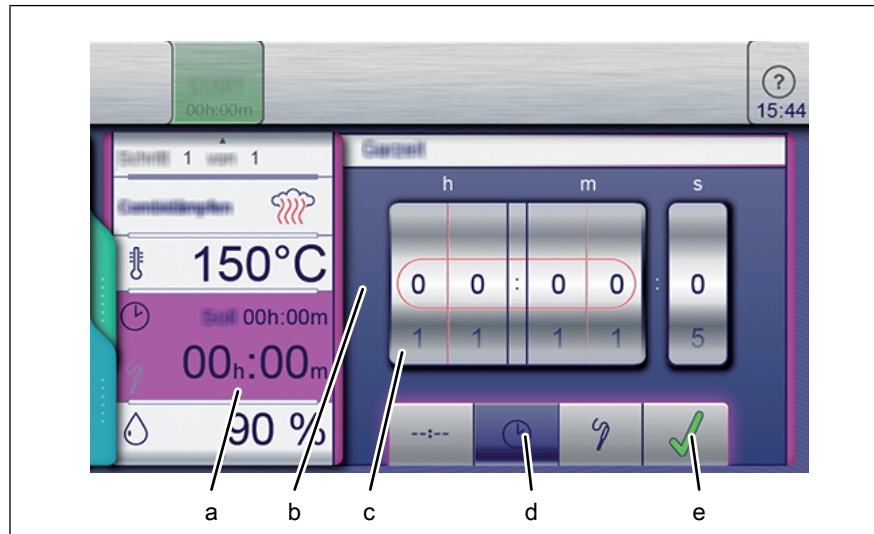 00h:00m
?
15:44
1 1
150°C
00h:00m
00h:00m
90 %
h m s
0 0 : 0 0 : 0
1 1 1 1 5
--:--
a b c d e